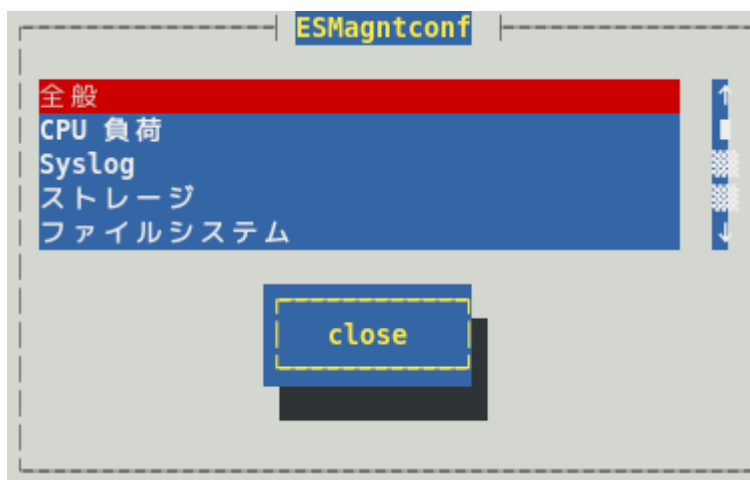 ESMagntconf
全般
CPU 負荷
Syslog
ストレージ
ファイルシステム
close